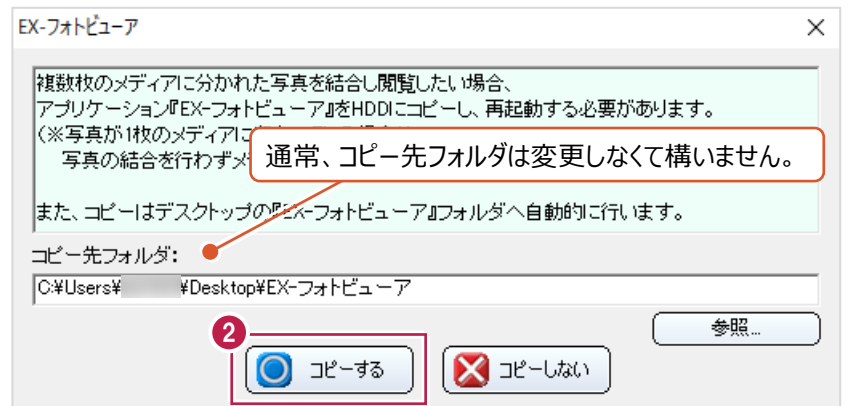 EX-フォトビューア
複数枚のメディアに分かれた写真を結合し閲覧したい場合、
アプリケーション『EX-フォトビューア』をHDDにコピーし、再起動する必要があります。
(※写真が1枚のメディアに
写真の結合を行わずメ
通常、コピー先フォルダは変更しなくて構いません。
また、コピーはデスクトップの『EX-フォトビューア』フォルダへ自動的に行います。
コピー先フォルダ:
C:¥Users¥ ¥Desktop¥EX-フォトビューア
参照...
2
コピーする コピーしない